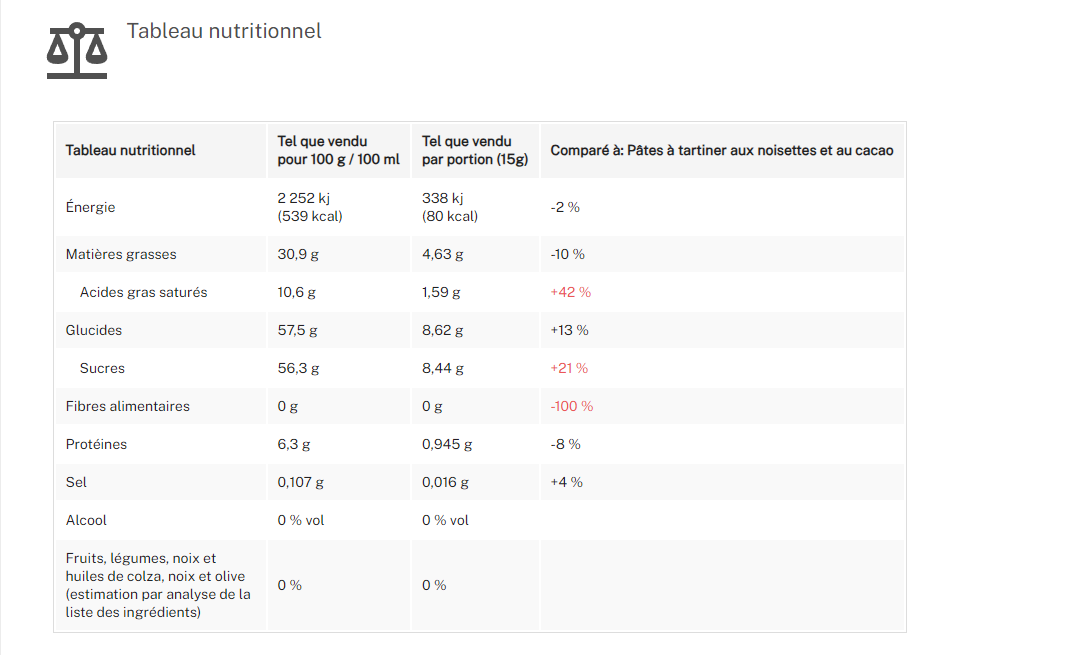 Tableau nutritionnel
Tableau nutritionnel
Tel que vendu
pour 100 g / 100 ml
Tel que vendu
par portion (15g)
Comparé à: Pâtes à tartiner aux noisettes et au cacao
Énergie
2 252 kj
(539 kcal)
338 kj
(80 kcal)
-2 %
Matières grasses
30,9 g
4,63 g
-10 %
Acides gras saturés
10,6 g
1,59 g
+42 %
Glucides
57,5 g
8,62 g
+13 %
Sucres
56,3 g
8,44 g
+21 %
Fibres alimentaires
0 g
0 g
-100 %
Protéines
6,3 g
0,945 g
-8 %
Sel
0,107 g
0,016 g
+4 %
Alcool
0 % vol
0 % vol
Fruits, légumes, noix et
huiles de colza, noix et olive
(estimation par analyse de la
liste des ingrédients)
0 %
0 %